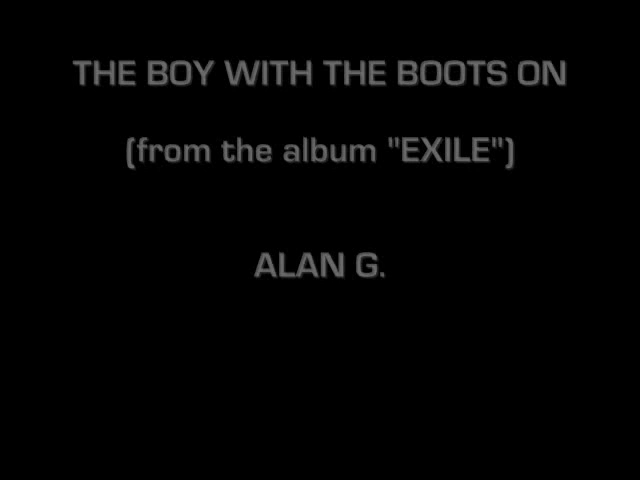 THE BOY WITH THE BOOTS ON
(from the album "EXILE")
ALAN G.